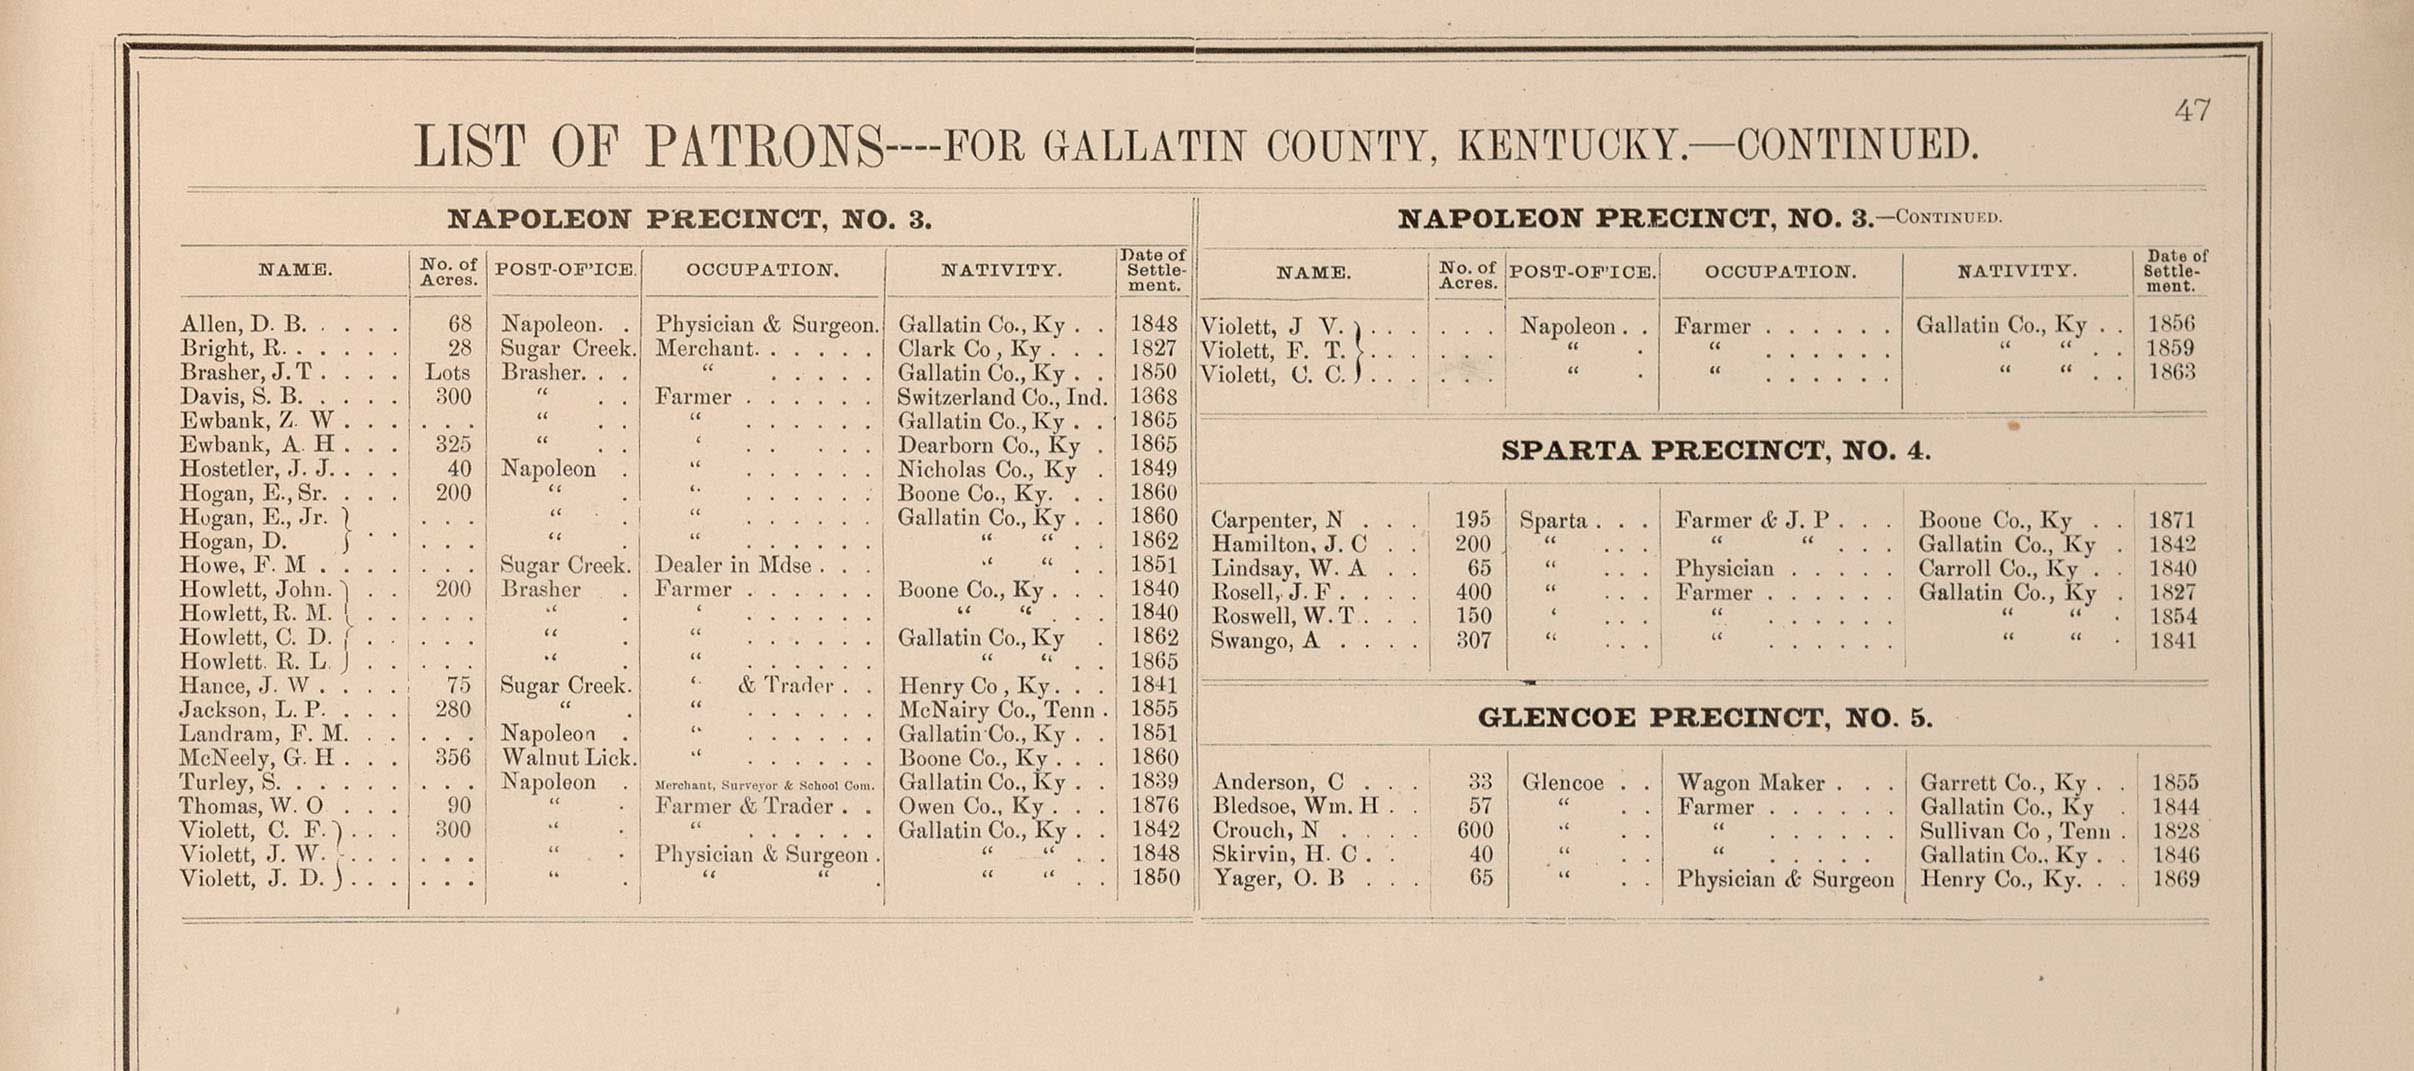 47
LIST OF PATRONS----FOR GALLATIN COUNTY, KENTUCKY.—CONTINUED.
NAPOLEON PRECINCT, NO. 3.
NAME. No. of Acres. POST-OF'ICE. OCCUPATION. NATIVITY. Date of Settle-ment.
Allen, D. B. . . . . 68 Napoleon. . Physician & Surgeon. Gallatin Co., Ky . . 1848
Bright, R. . . . . . 28 Sugar Creek. Merchant. . . . . . Clark Co , Ky . . . 1827
Brasher, J. T . . . . Lots Brasher. . . “ . . . . . Gallatin Co., Ky . . 1850
Davis, S. B. . . . . 300 “ . . Farmer . . . . . . Switzerland Co., Ind. 1868
Ewbank, Z. W . . . . . . “ . . “ . . . . . . Gallatin Co., Ky . . 1865
Ewbank, A. H . . . 325 “ . . ‘ . . . . . Dearborn Co., Ky . 1865
Hostetler, J. J. . . . 40 Napoleon . “ . . . . . . Nicholas Co., Ky . 1849
Hogan, E., Sr. . . . 200 “ . “ . . . . . . Boone Co., Ky. . . 1860
Hogan, E., Jr. } . . . “ . “ . . . . . . Gallatin Co., Ky . . 1860
Hogan, D. } . . . . . “ . “ . . . . . . “ “ . . 1862
Howe, F. M . . . . . . . Sugar Creek. Dealer in Mdse . . . “ “ . . 1851
Howlett, John. } . . 200 Brasher . Farmer . . . . . . Boone Co., Ky . . . 1840
Howlett, R. M. } . . . . . “ . ‘ . . . . . . “ “ . . . 1840
Howlett, C. D. } . . . . . “ . “ . . . . . . Gallatin Co., Ky . 1862
Howlett. R. L. } . . . . . “ . “ . . . . . . “ “ . . 1865
Hance, J. W . . . . 75 Sugar Creek. “ & Trader . . Henry Co , Ky. . . 1841
Jackson, L. P. . . . 280 “ . “ . . . . . . McNairy Co., Tenn . 1855
Landram, F. M. . . . . . Napoleon . “ . . . . . . Gallatin Co., Ky . . 1851
McNeely, G. H . . . 356 Walnut Lick. “ . . . . . . Boone Co., Ky . . . 1860
Turley, S. . . . . . . . . Napoleon . Merchant, Surveyor & School Com. Gallatin Co., Ky . . 1839
Thomas, W. O . . . 90 “ . Farmer & Trader . . Owen Co., Ky . . . 1876
Violett, C. F. } . . . 300 “ . “ . . . . . . Gallatin Co., Ky . . 1842
Violett, J. W. } . . . . . . “ . Physician & Surgeon . “ “ . . 1848
Violett, J. D. } . . . . . . “ . “ “ . “ “ . . 1850
NAPOLEON PRECINCT, NO. 3.—CONTINUED.
NAME. No. of Acres. POST-OF'ICE. OCCUPATION. NATIVITY. Date of Settle-ment.
Violett, J V. } . . . . . . Napoleon . . Farmer . . . . . . Gallatin Co., Ky . . 1856
Violett, F. T. } . . . . . . “ . “ . . . . . . “ “ . . 1859
Violett, C. C. } . . . . . . “ . “ . . . . . . “ “ . . 1863
SPARTA PRECINCT, NO. 4.
Carpenter, N . . . 195 Sparta . . . Farmer & J. P . . . Boone Co., Ky . . 1871
Hamilton, J. C . . 200 “ . . . “ “ . . . Gallatin Co., Ky . 1842
Lindsay, W. A . . 65 “ . . . Physician . . . . . Carroll Co., Ky . . 1840
Rosell, J. F . . . . 400 “ . . . Farmer . . . . . . Gallatin Co., Ky . 1827
Roswell, W. T . . . 150 ‘ . . . “ . . . . . . “ “ . 1854
Swango, A . . . . 307 “ . . . “ . . . . . . “ “ . 1841
GLENCOE PRECINCT, NO. 5.
Anderson, C . . . 33 Glencoe . . Wagon Maker . . . Garrett Co., Ky . . 1855
Bledsoe, Wm. H . . 57 “ . . Farmer . . . . . . Gallatin Co., Ky . 1844
Crouch, N . . . . 600 “ . . “ . . . . . . Sullivan Co , Tenn . 1828
Skirvin, H. C . . 40 “ . . “ . . . . . Gallatin Co., Ky . . 1846
Yager, O. B . . . 65 “ . . Physician & Surgeon Henry Co., Ky. . . 1869